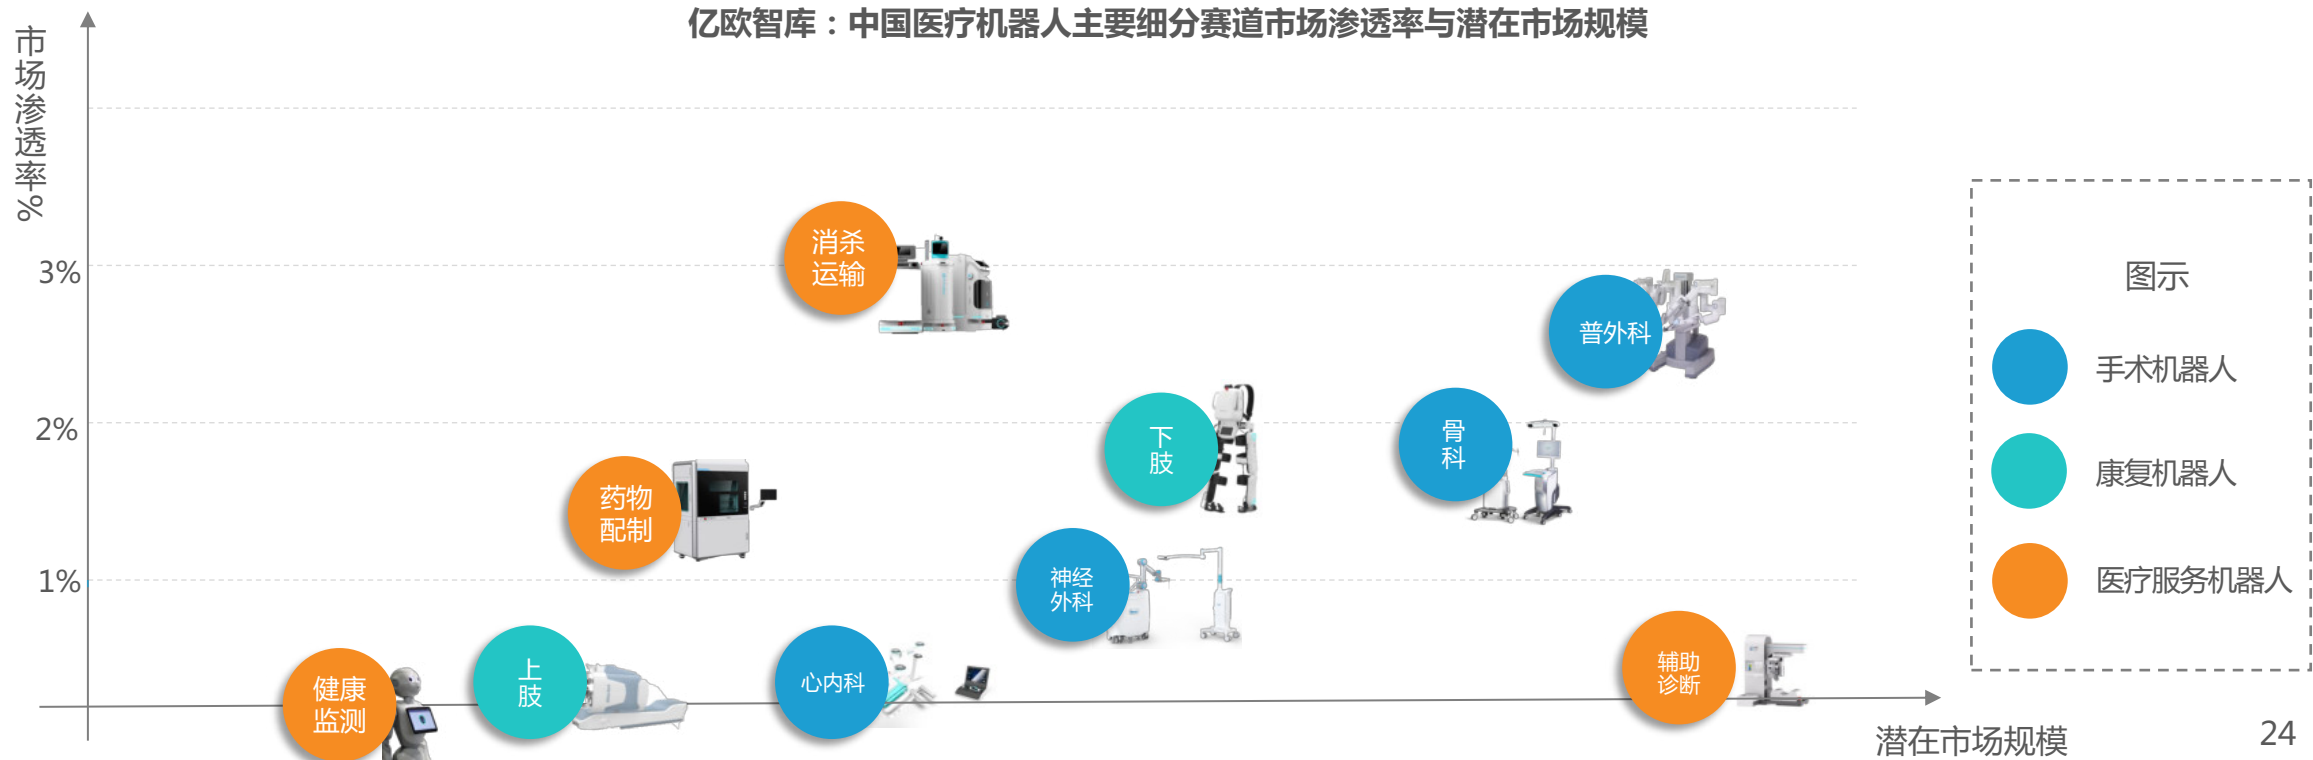 亿欧智库：中国医疗机器人主要细分赛道市场渗透率与潜在市场规模
市场渗透率%
3%
2%
1%
消杀
运输
普外科
下
肢
骨
科
药物
配制
神经
外科
健康
监测
上
肢
心内科
辅助
诊断
潜在市场规模
图示
手术机器人
康复机器人
医疗服务机器人
24